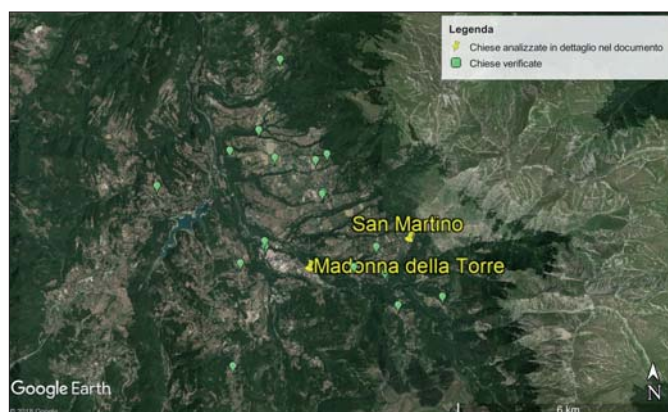 Legenda
Chiese analizzate in dettaglio nel documento
Chiese verificate
San Martino
Madonna della Torre
Google Earth
N
6 km